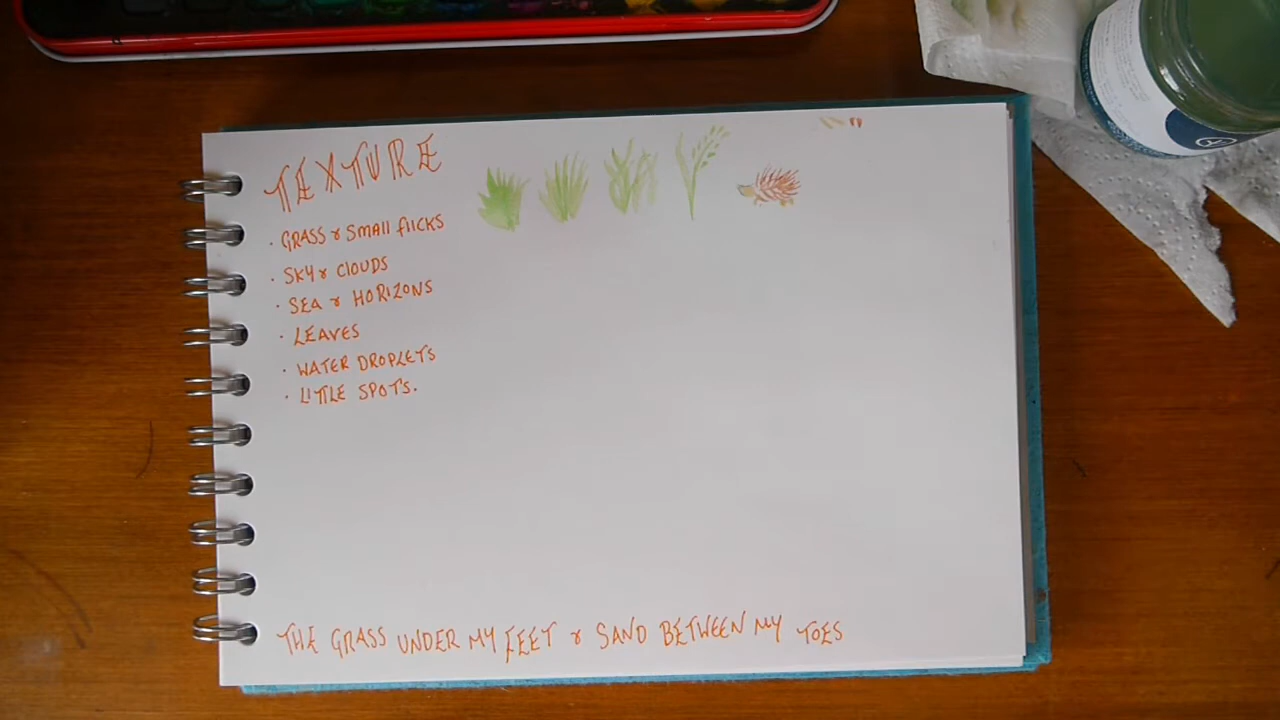 TEXTURE
· GRASS & SMALL FLICKS
· SKY & CLOUDS
· SEA & HORIZONS
· LEAVES
· WATER DROPLETS
· LITTLE SPOTS.
THE GRASS UNDER MY FEET & SAND BETWEEN MY TOES